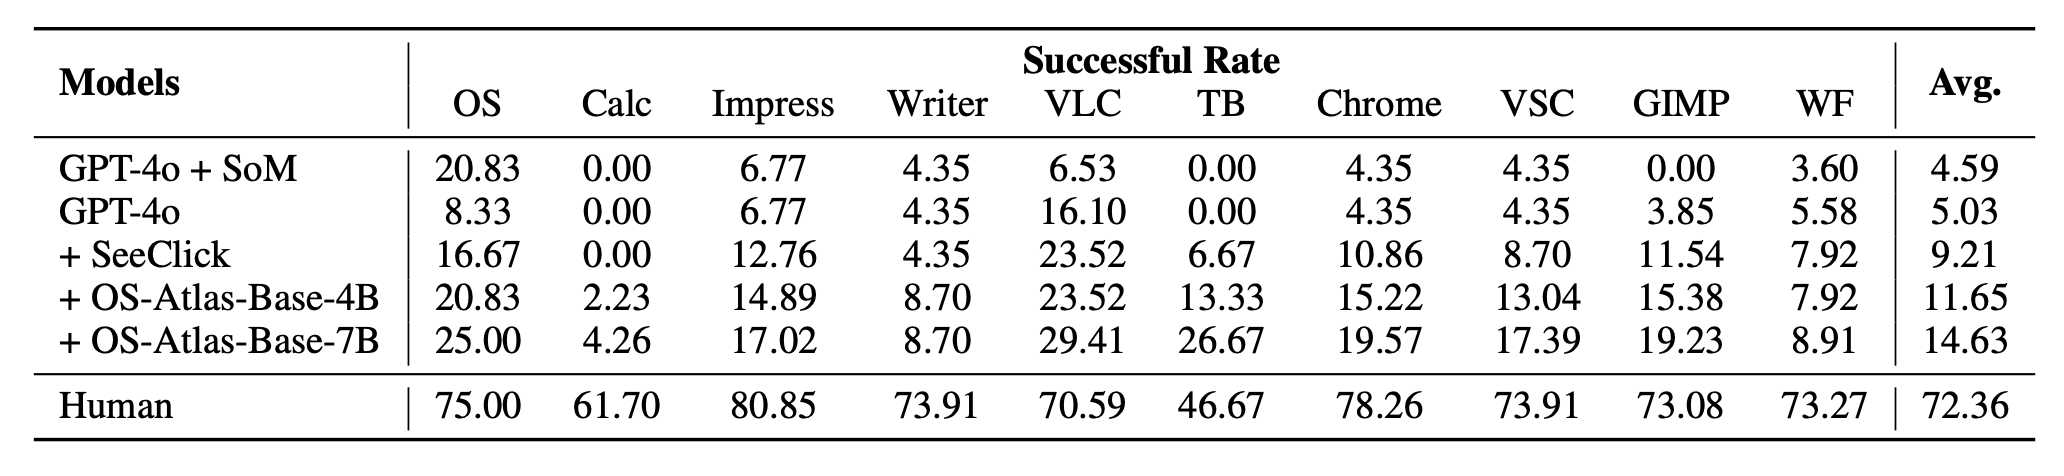 Models Successful Rate Avg.
OS Calc Impress Writer VLC TB Chrome VSC GIMP WF
GPT-4o + SoM 20.83 0.00 6.77 4.35 6.53 0.00 4.35 4.35 0.00 3.60 4.59
GPT-4o 8.33 0.00 6.77 4.35 16.10 0.00 4.35 4.35 3.85 5.58 5.03
+ SeeClick 16.67 0.00 12.76 4.35 23.52 6.67 10.86 8.70 11.54 7.92 9.21
+ OS-Atlas-Base-4B 20.83 2.23 14.89 8.70 23.52 13.33 15.22 13.04 15.38 7.92 11.65
+ OS-Atlas-Base-7B 25.00 4.26 17.02 8.70 29.41 26.67 19.57 17.39 19.23 8.91 14.63
Human 75.00 61.70 80.85 73.91 70.59 46.67 78.26 73.91 73.08 73.27 72.36